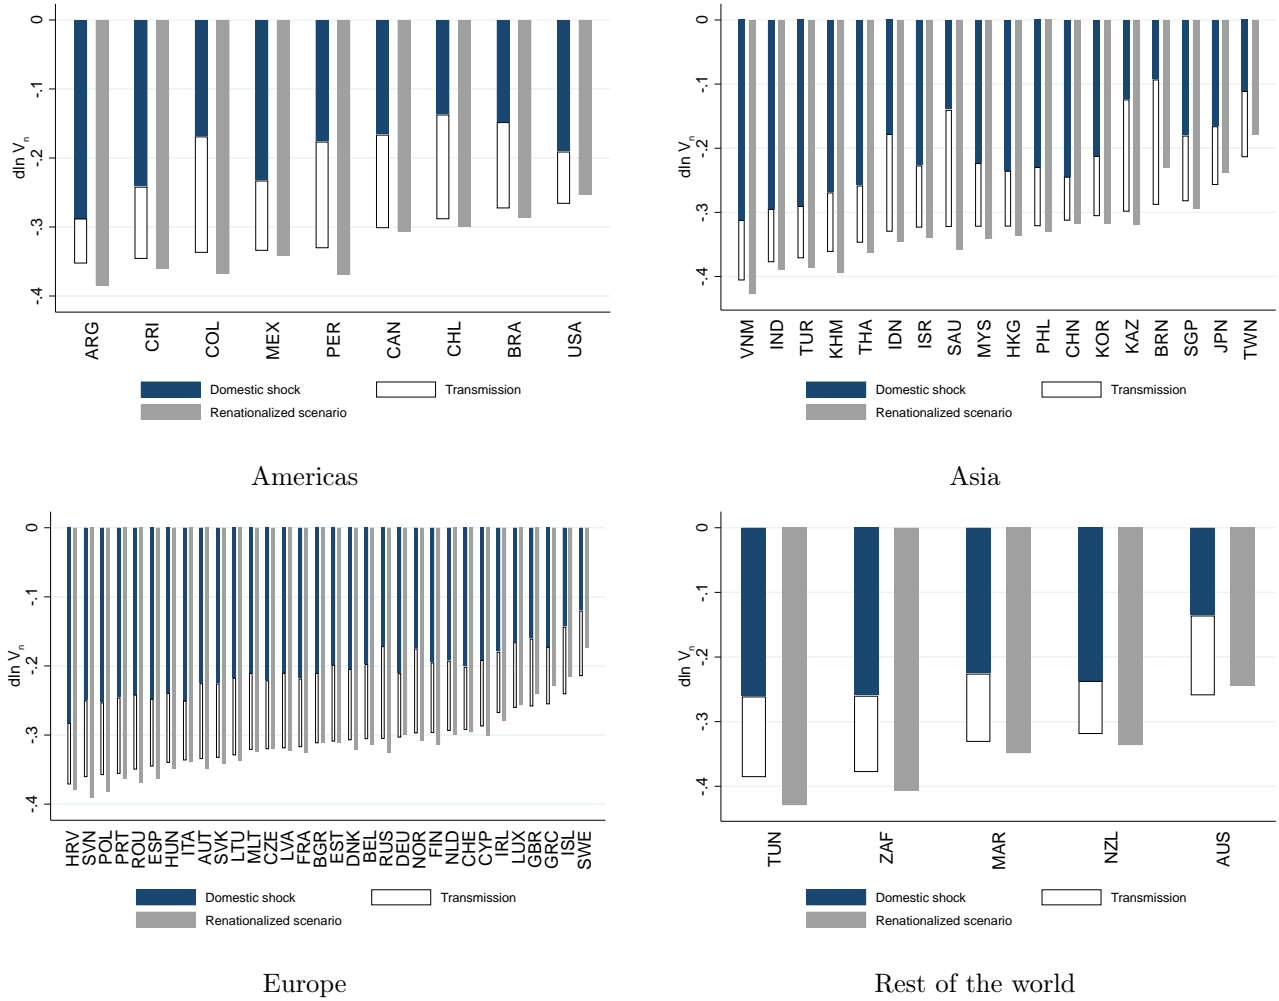 0
-.1
-.2
-.3
-.4
dln Vn
ARG
CRI
COL
MEX
PER
CAN
CHL
BRA
USA
Domestic shock
Transmission
Renationalized scenario
Americas
0
-.1
-.2
-.3
-.4
dln Vn
VNM
IND
TUR
KHM
THA
IDN
ISR
SAU
MYS
HKG
PHL
CHN
KOR
KAZ
BRN
SGP
JPN
TWN
Domestic shock
Transmission
Renationalized scenario
Asia
0
-.1
-.2
-.3
-.4
dln Vn
HRV
SVN
POL
PRT
ROU
ESP
HUN
ITA
AUT
SVK
LTU
MLT
CZE
LVA
FRA
BGR
EST
DNK
BEL
RUS
DEU
NOR
FIN
NLD
CHE
CYP
IRL
LUX
GBR
GRC
ISL
SWE
Domestic shock
Transmission
Renationalized scenario
Europe
0
-.1
-.2
-.3
-.4
dln Vn
TUN
ZAF
MAR
NZL
AUS
Domestic shock
Transmission
Renationalized scenario
Rest of the world